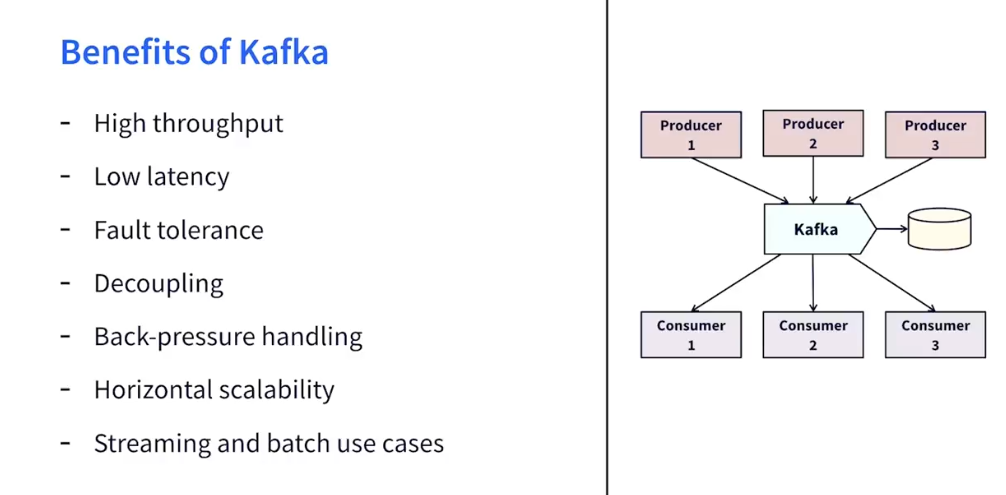 Benefits of Kafka
- High throughput
- Low latency
- Fault tolerance
- Decoupling
- Back-pressure handling
- Horizontal scalability
- Streaming and batch use cases
Producer
1
Producer
2
Producer
3
Kafka
Consumer
1
Consumer
2
Consumer
3